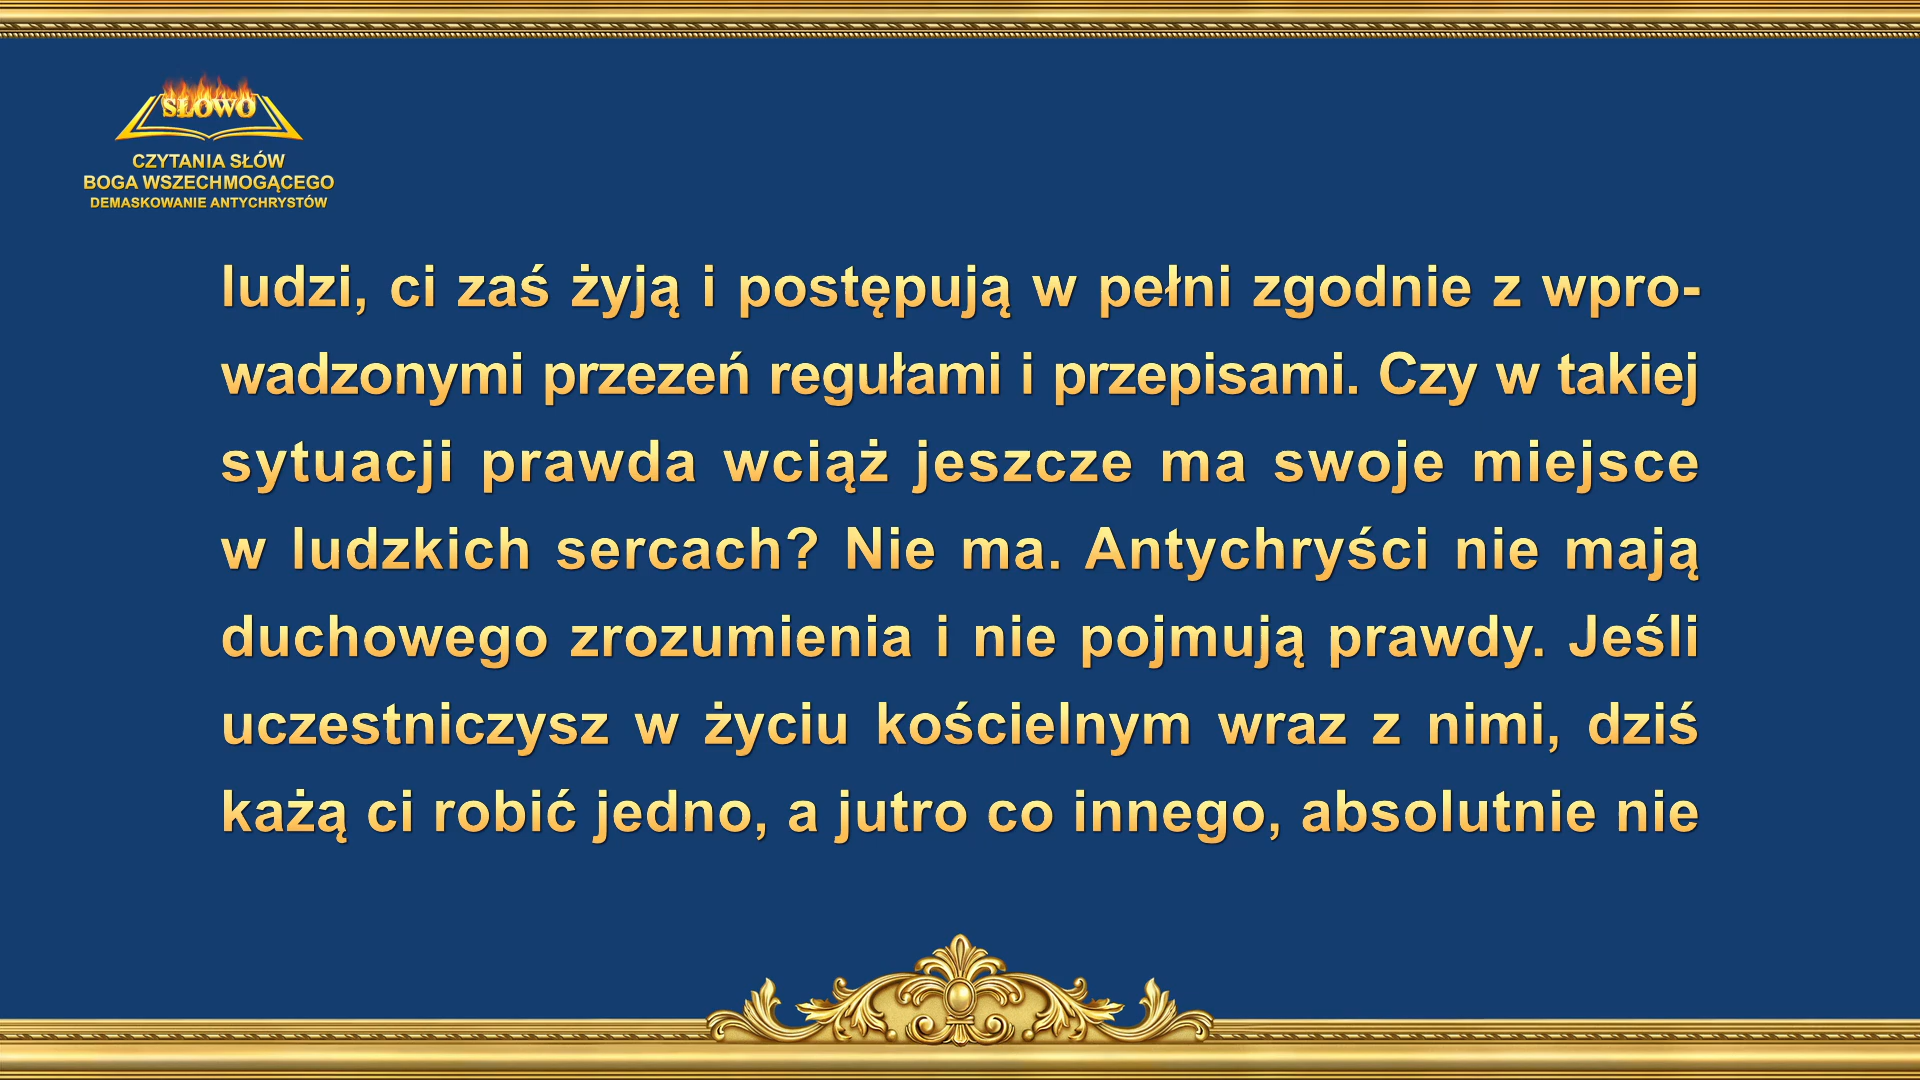 SŁOWO
CZYTANIA SŁÓW
BOGA WSZECHMOGĄCEGO
DEMASKOWANIE ANTYCHRYSTÓW
ludzi, ci zaś żyją i postępują w pełni zgodnie z wpro-
wadzonymi przezeń regułami i przepisami. Czy w takiej
sytuacji prawda wciąż jeszcze ma swoje miejsce
w ludzkich sercach? Nie ma. Antychryści nie mają
duchowego zrozumienia i nie pojmują prawdy. Jeśli
uczestniczysz w życiu kościelnym wraz z nimi, dziś
każą ci robić jedno, a jutro co innego, absolutnie nie